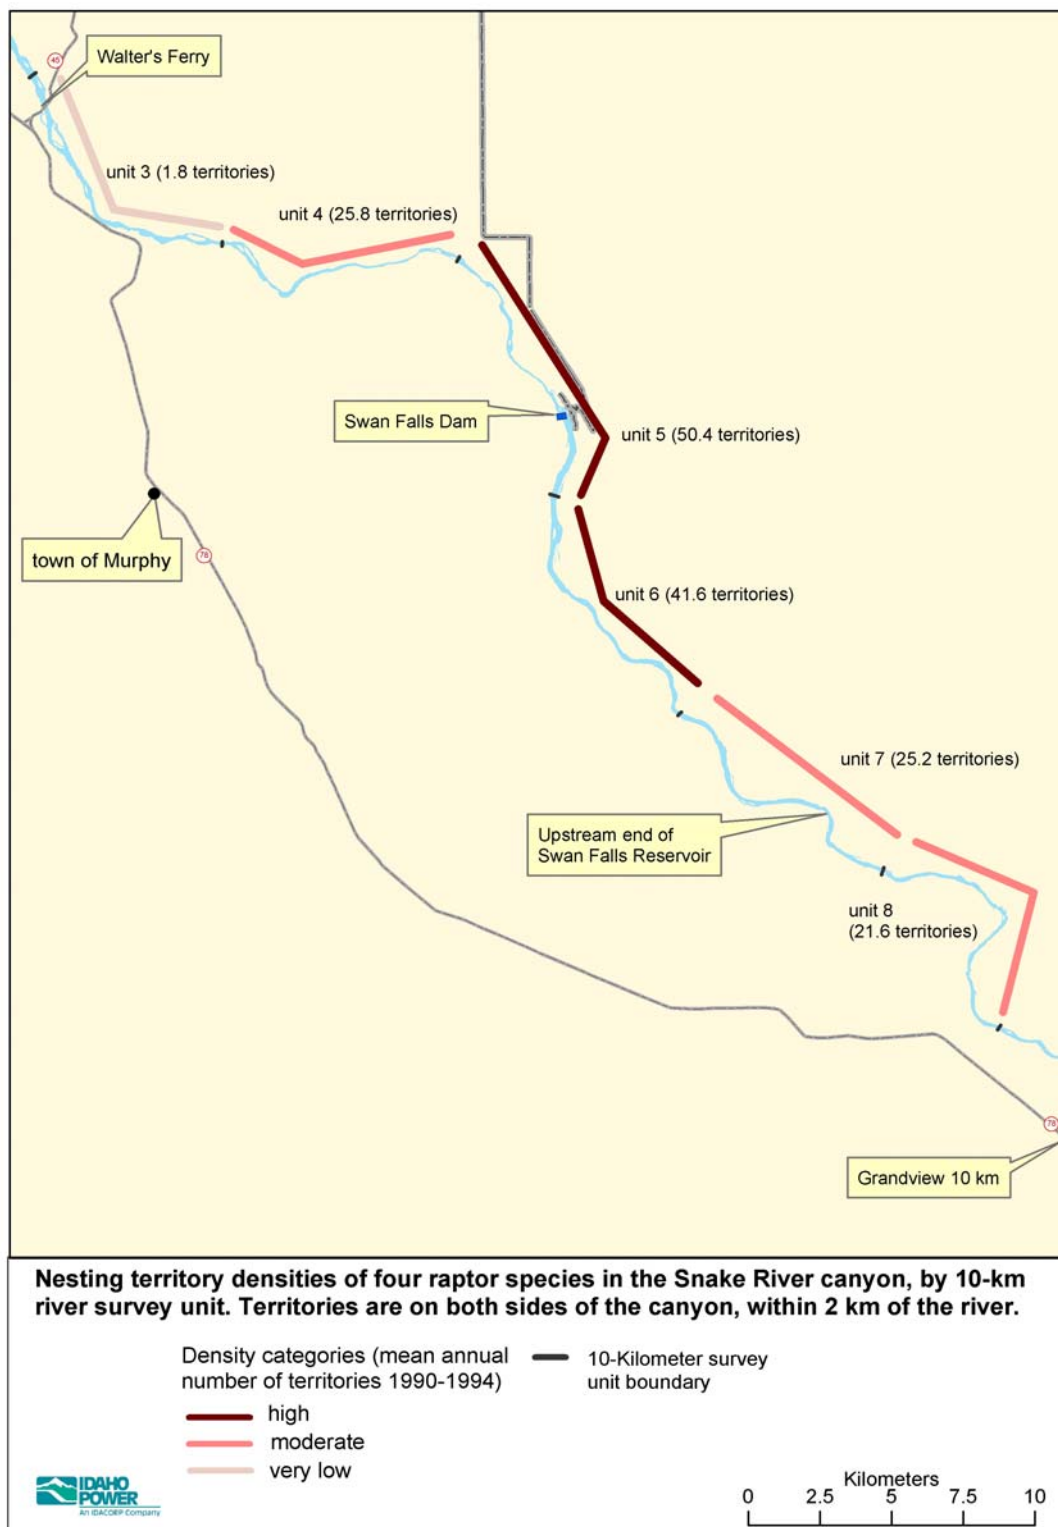 45
Walter's Ferry
unit 3 (1.8 territories)
unit 4 (25.8 territories)
Swan Falls Dam
unit 5 (50.4 territories)
town of Murphy
78
unit 6 (41.6 territories)
unit 7 (25.2 territories)
Upstream end of
Swan Falls Reservoir
unit 8
(21.6 territories)
78
Grandview 10 km
Nesting territory densities of four raptor species in the Snake River canyon, by 10-km
river survey unit. Territories are on both sides of the canyon, within 2 km of the river.
Density categories (mean annual
number of territories 1990-1994)
high
moderate
very low
10-Kilometer survey
unit boundary
IDAHO
POWER
An IDACORP Company
Kilometers
0 2.5 5 7.5 10